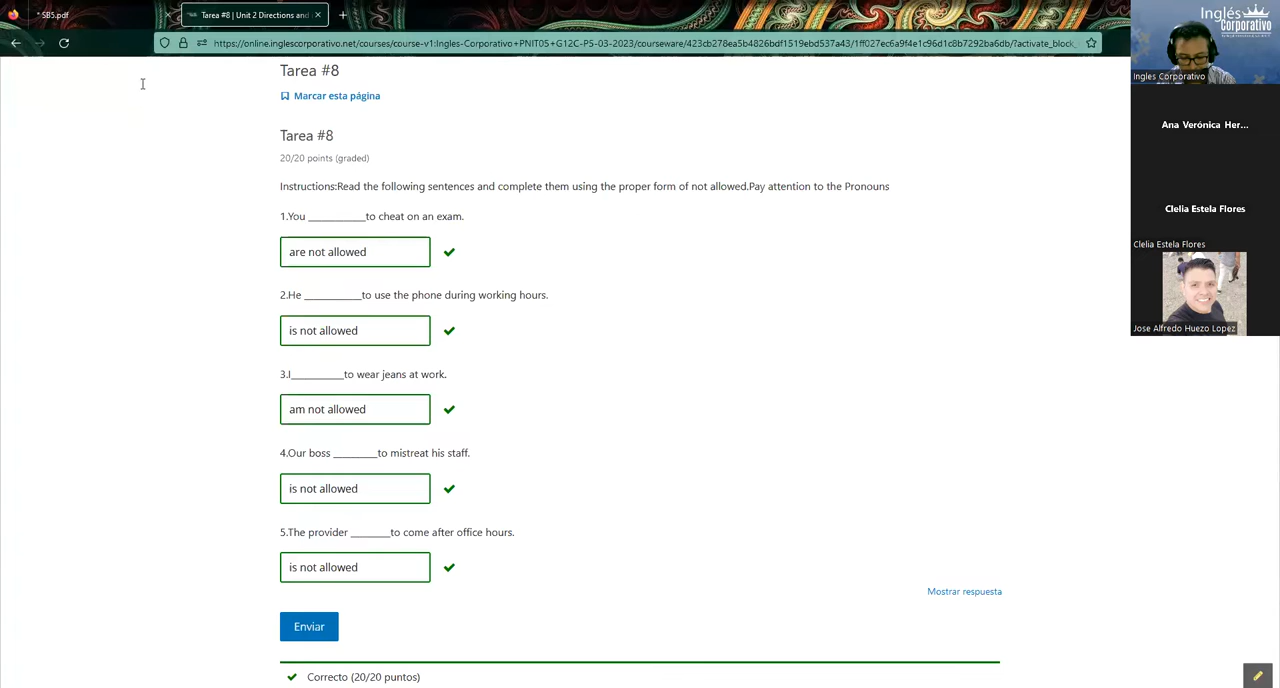 * SB5.pdf
Tarea #8 | Unit 2 Directions and
https://online.inglescorporativo.net/courses/course-v1:Ingles-Corporativo+PNIT05+G12C-P5-03-2023/courseware/423cb278ea5b4826bdf1519ebd537a43/1ff027ec6a9f4e1c96d1c8b7292ba6db/?activate_block_
Inglés
Corporativo
Ingles Corporativo
Ana Verónica Her...
Clelia Estela Flores
Clelia Estela Flores
Jose Alfredo Huezo Lopez
Tarea #8
Marcar esta página
Tarea #8
20/20 points (graded)
Instructions:Read the following sentences and complete them using the proper form of not allowed.Pay attention to the Pronouns
1.You ____________to cheat on an exam.
are not allowed
2.He ____________to use the phone during working hours.
is not allowed
3.I___________to wear jeans at work.
am not allowed
4.Our boss _________to mistreat his staff.
is not allowed
5.The provider ________to come after office hours.
is not allowed
Mostrar respuesta
Enviar
Correcto (20/20 puntos)